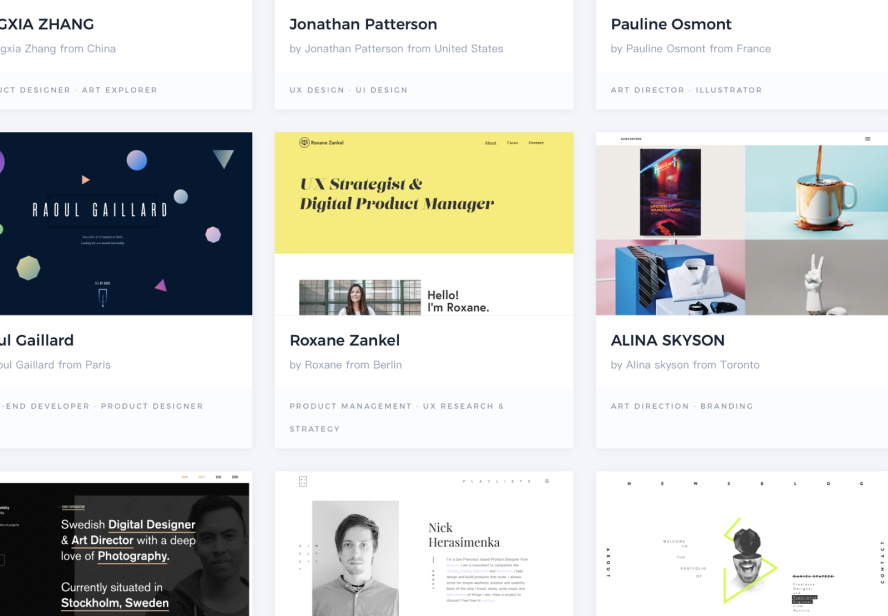 GXIA ZHANG
gxia Zhang from China
CT DESIGNER · ART EXPLORER
Jonathan Patterson
by Jonathan Patterson from United States
UX DESIGN · UI DESIGN
Pauline Osmont
by Pauline Osmont from France
ART DIRECTOR · ILLUSTRATOR
RAOUL GAILLARD
ul Gaillard
oul Gaillard from Paris
-END DEVELOPER · PRODUCT DESIGNER
Roxane Zankel
About Cases Contact
UX Strategist &
Digital Product Manager
Hello!
I'm Roxane.
Roxane Zankel
by Roxane from Berlin
PRODUCT MANAGEMENT · UX RESEARCH &
STRATEGY
ALINA SKYSON
by Alina skyson from Toronto
ART DIRECTION · BRANDING
Swedish Digital Designer
& Art Director with a deep
love of Photography.
Currently situated in
Stockholm, Sweden
PLAYLISTS
Nick
Herasimenka
NEWS BLOG
WELCOME
TO
THE
PORTFOLIO
OF
ABOUT
CONTACT